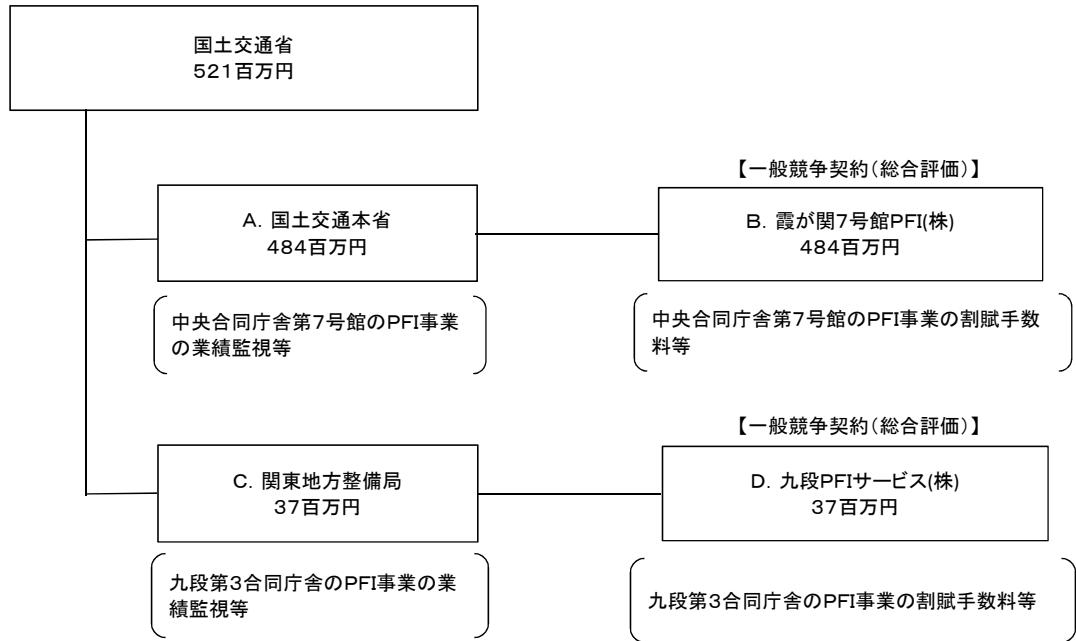 国土交通省
521百万円
【一般競争契約(総合評価)】
A. 国土交通本省
484百万円
B. 霞が関7号館PFI(株)
484百万円
中央合同庁舎第7号館のPFI事業
の業績監視等
中央合同庁舎第7号館のPFI事業の割賦手数
料等
【一般競争契約(総合評価)】
C. 関東地方整備局
37百万円
D. 九段PFIサービス(株)
37百万円
九段第3合同庁舎のPFI事業の業
績監視等
九段第3合同庁舎のPFI事業の割賦手数料等